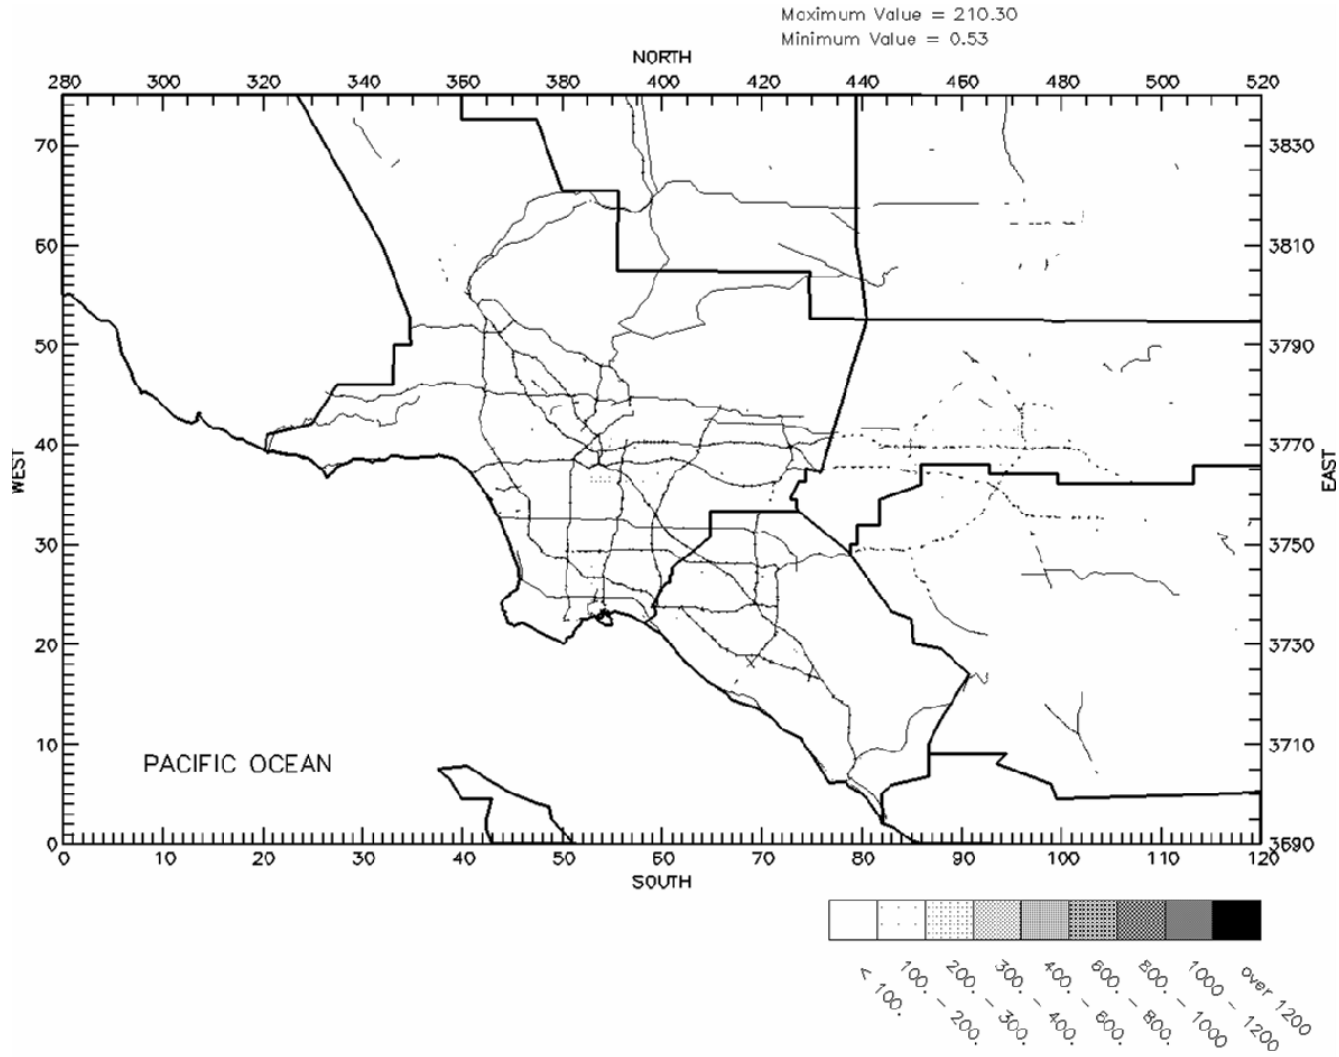 Maximum Value = 210.30
Minimum Value = 0.53
NORTH
280 300 320 340 360 380 400 420 440 460 480 500 520
70 3830
60 3810
50 3790
40 3770
WEST EAST
30 3750
20 3730
10 3710
PACIFIC OCEAN
0 3690
0 10 20 30 40 50 60 70 80 90 100 110 120
SOUTH
< 100.
100. - 200.
200. - 300.
300. - 400.
400. - 600.
600. - 800.
800. - 1000
1000 - 1200
over 1200